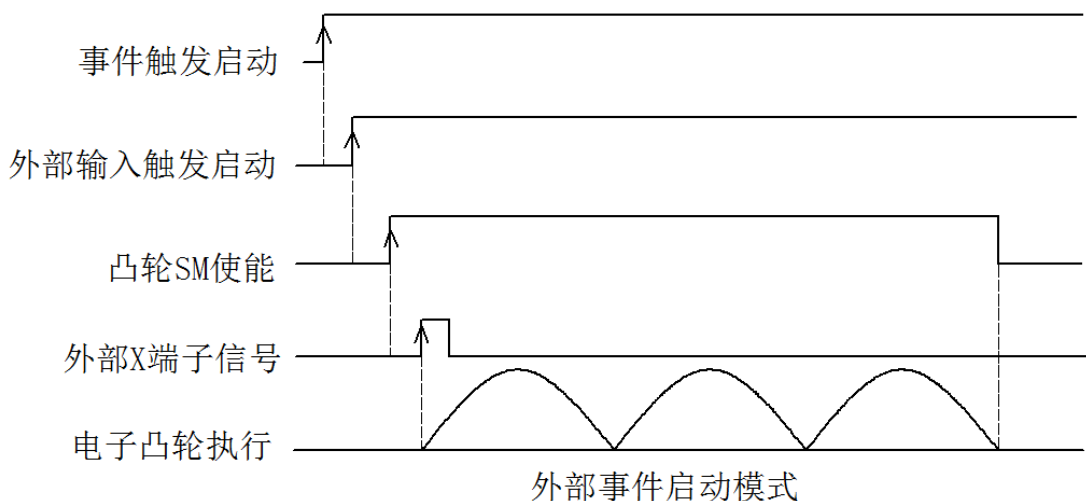 事件触发启动
外部输入触发启动
凸轮SM使能
外部X端子信号
电子凸轮执行
外部事件启动模式